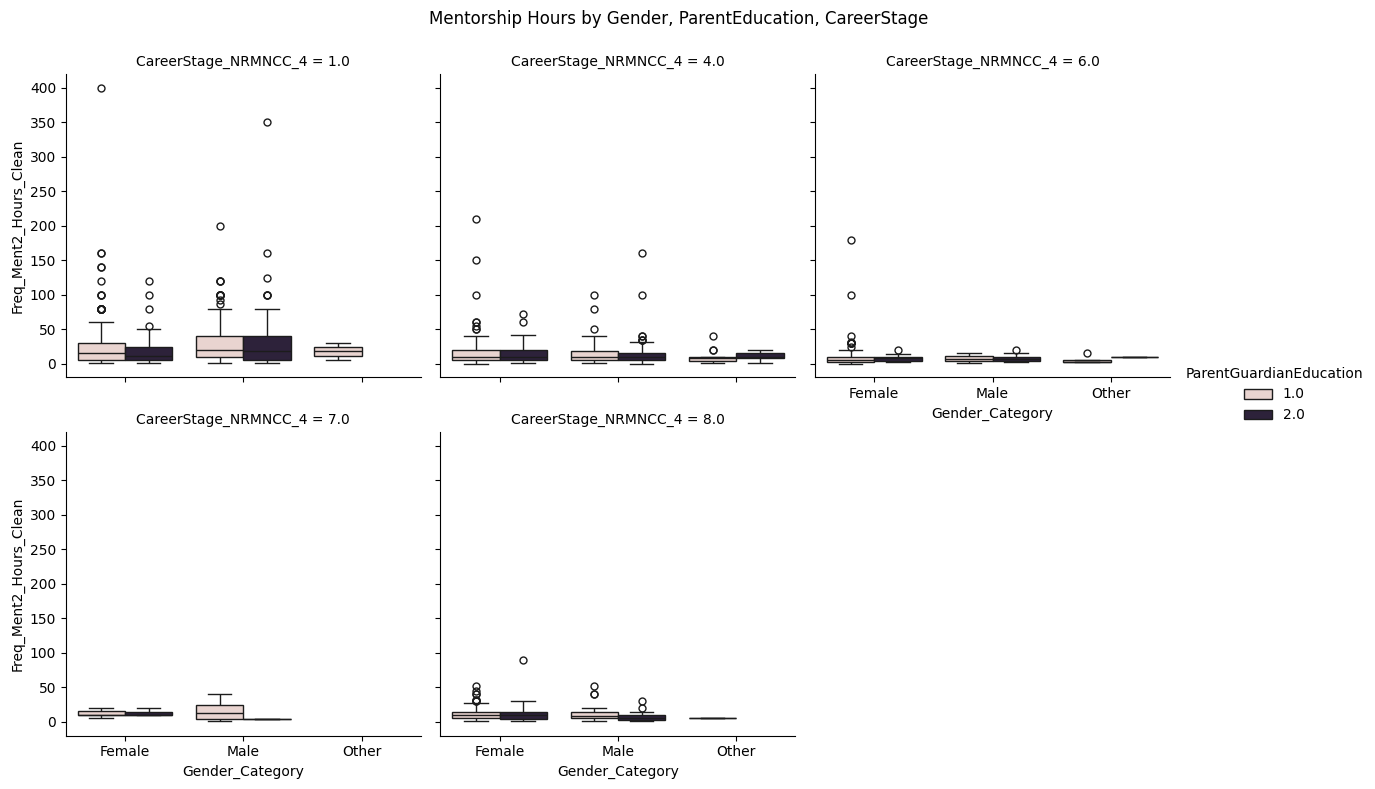 Mentorship Hours by Gender, ParentEducation, CareerStage
CareerStage_NRMNCC_4 = 1.0
CareerStage_NRMNCC_4 = 4.0
CareerStage_NRMNCC_4 = 6.0
400
350
300
250
200
150
100
50
0
Freq_Ment2_Hours_Clean
Female
Male
Other
Gender_Category
ParentGuardianEducation
1.0
2.0
CareerStage_NRMNCC_4 = 7.0
CareerStage_NRMNCC_4 = 8.0
400
350
300
250
200
150
100
50
0
Freq_Ment2_Hours_Clean
Female
Male
Other
Gender_Category
Female
Male
Other
Gender_Category